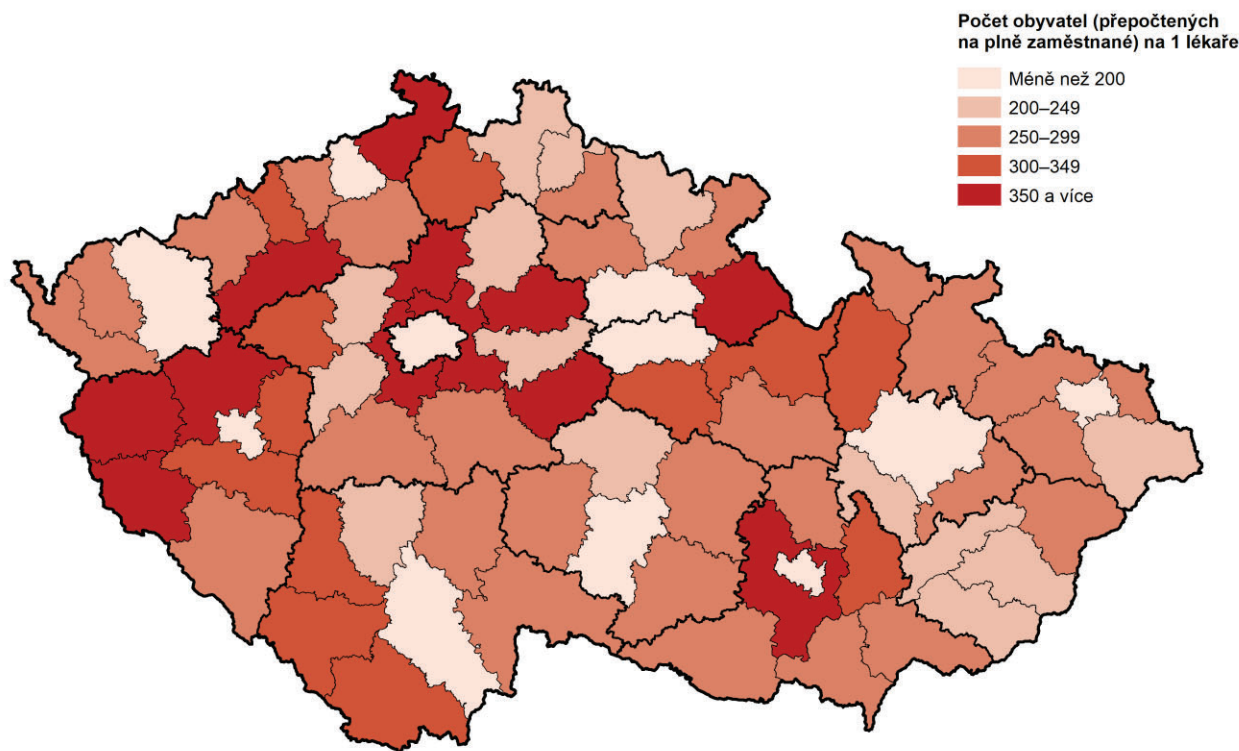 Počet obyvatel (přepočtených
na plně zaměstnané) na 1 lékaře
Méně než 200
200–249
250–299
300–349
350 a více